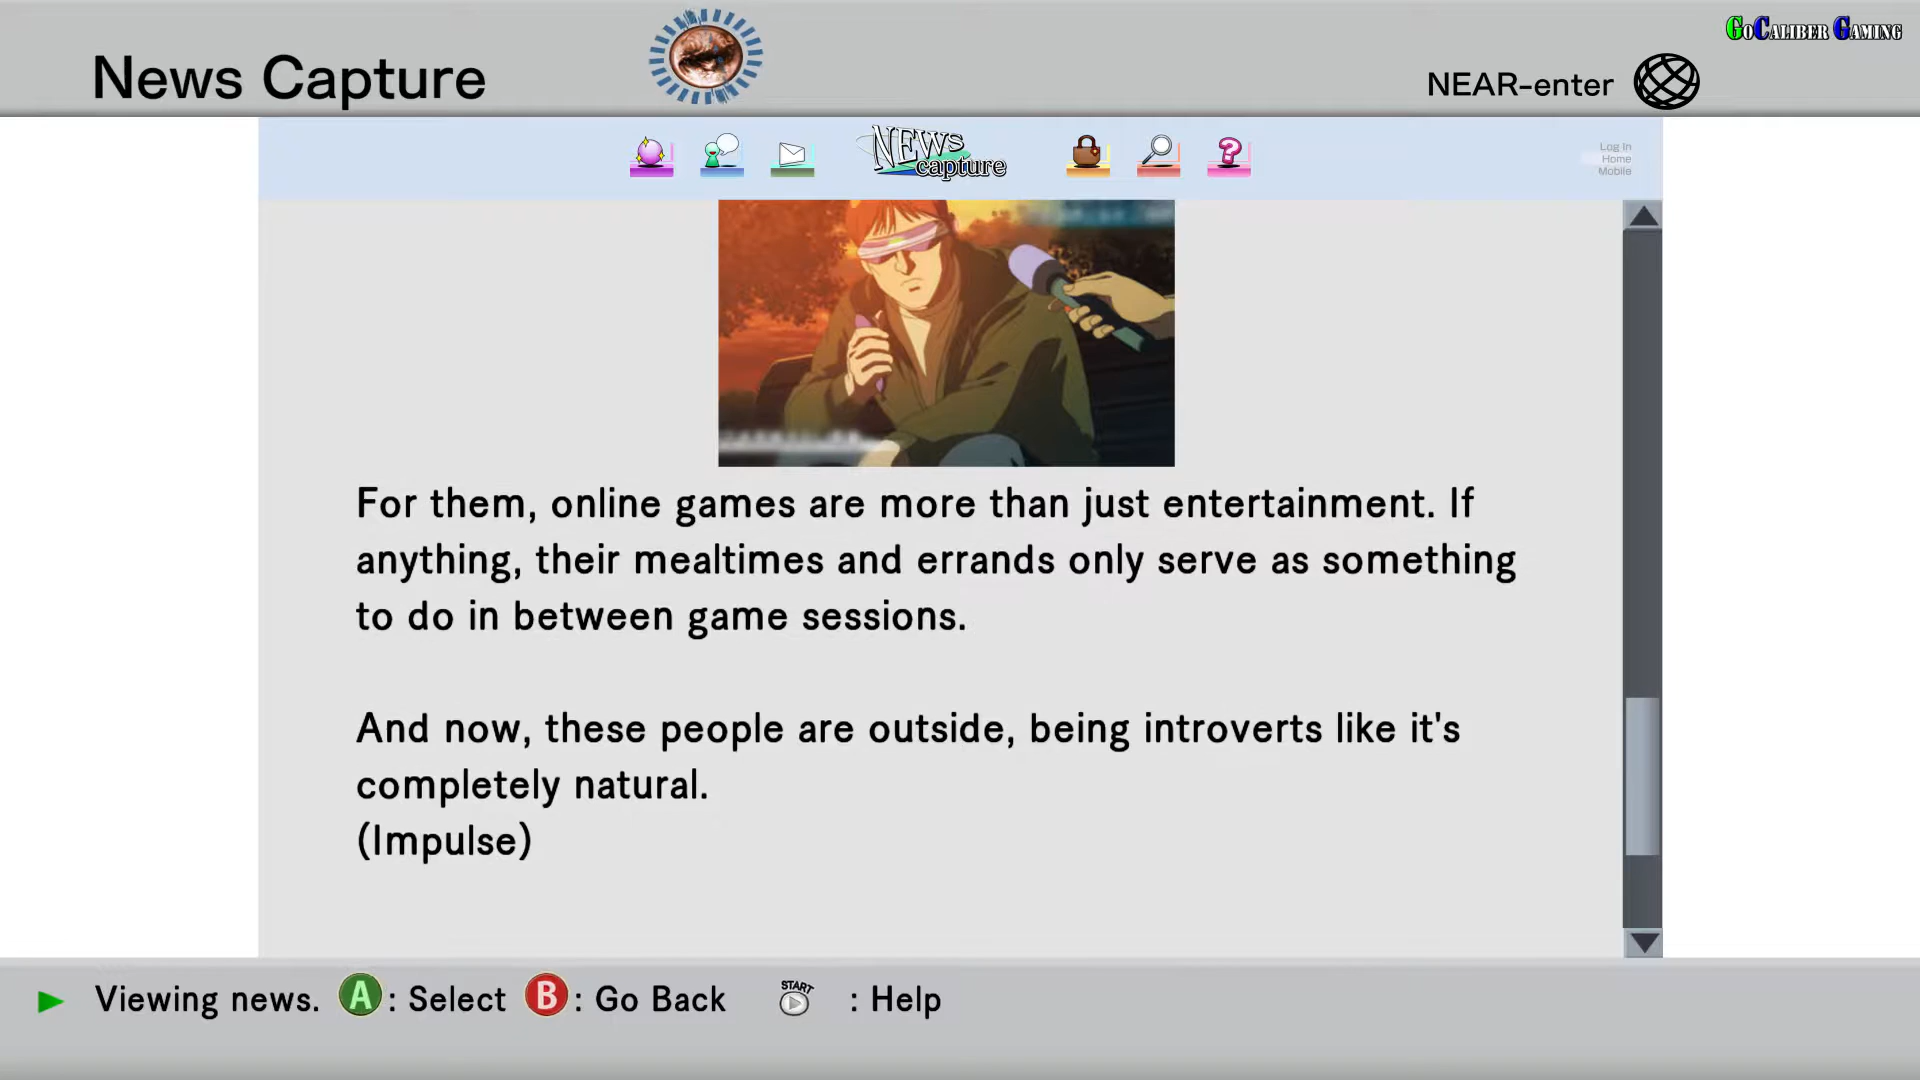 GoCaliber Gaming
News Capture
NEAR-enter
NEWS
capture
Log In
Home
Mobile
For them, online games are more than just entertainment. If
anything, their mealtimes and errands only serve as something
to do in between game sessions.
And now, these people are outside, being introverts like it's
completely natural.
(Impulse)
Viewing news. A : Select B : Go Back START : Help